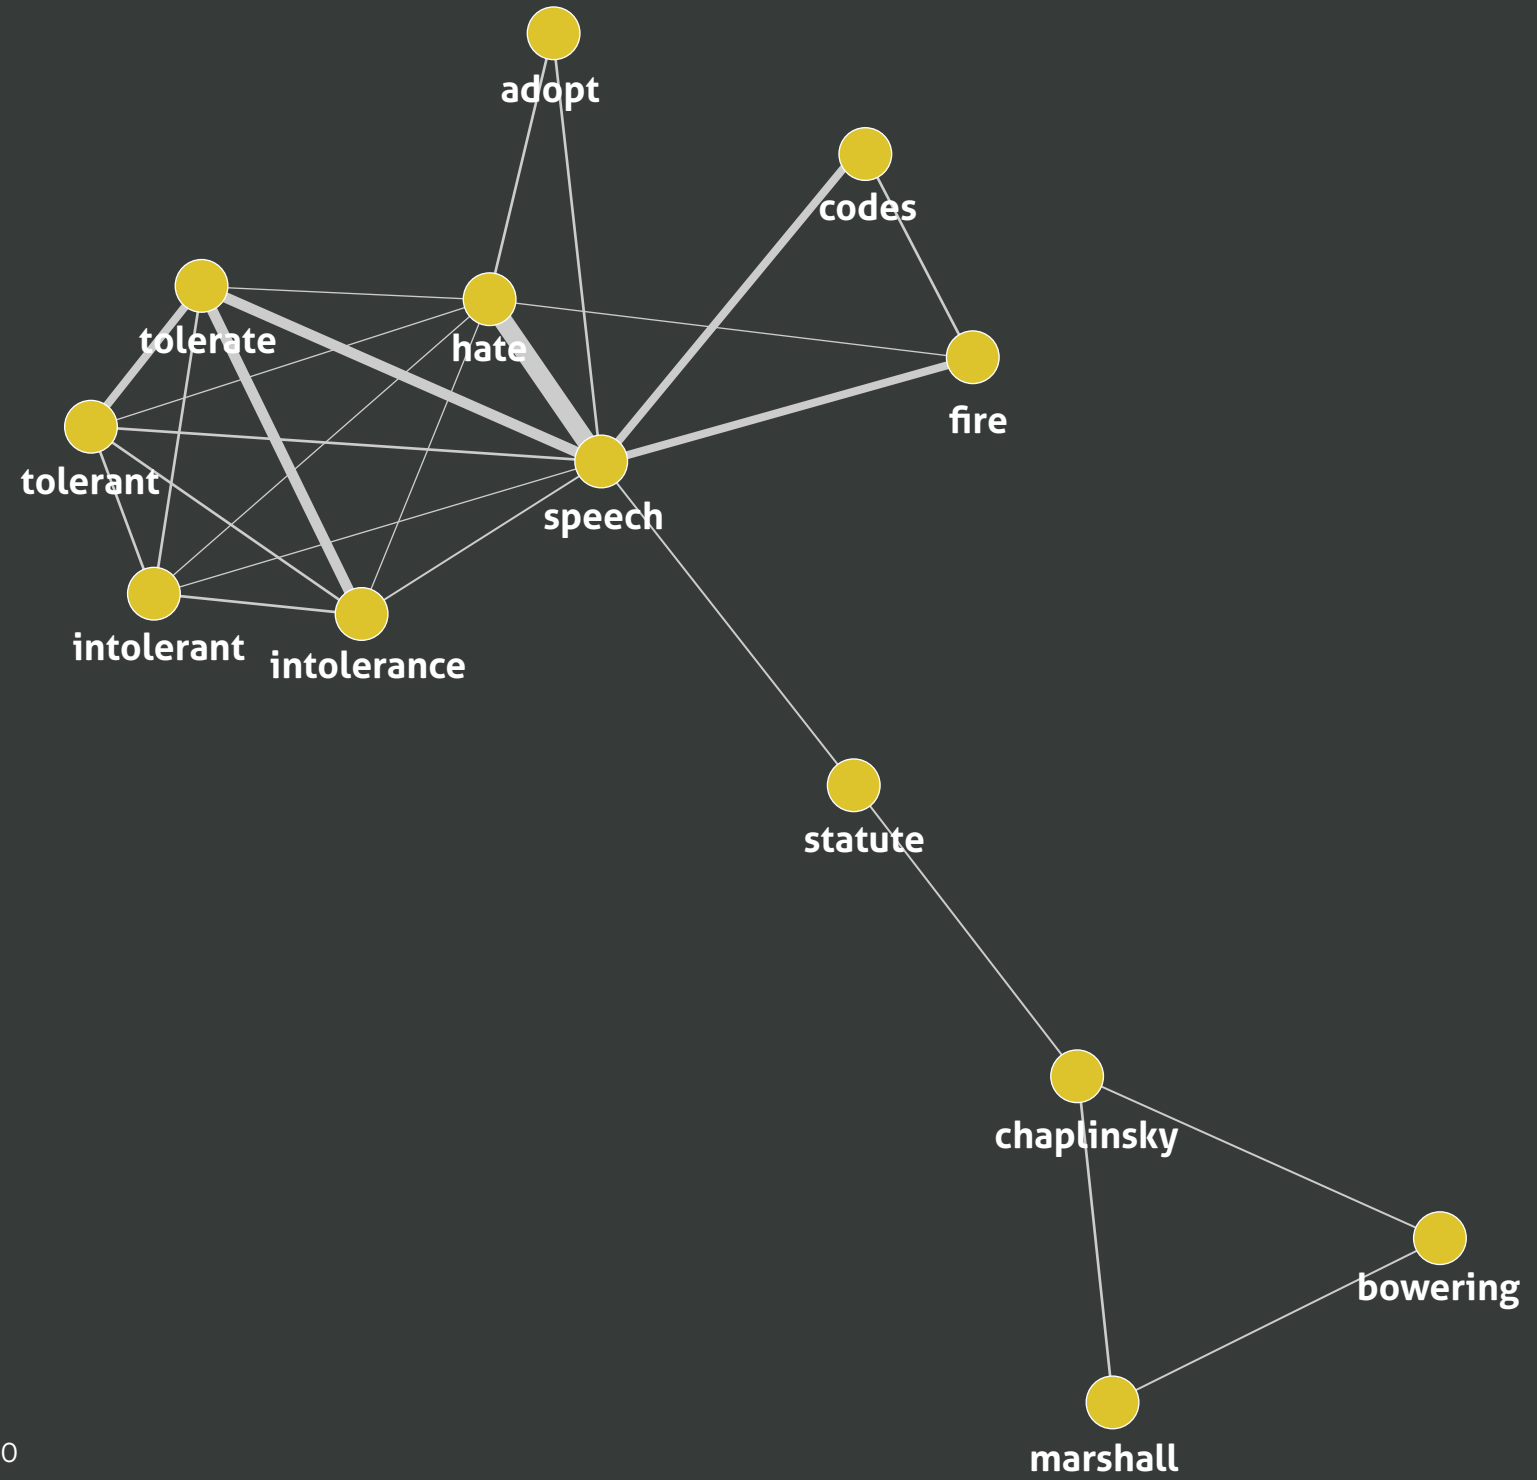 adopt
codes
tolerate
hate
fire
tolerant
speech
intolerant
intolerance
statute
chaplinsky
bowering
marshall
0